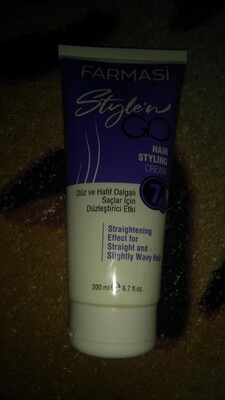 FARMASİ
Style'n
GO
HAIR
STYLING
CREAM
7
Düz ve Hafif Dalgalı
Saçlar İçin
Düzleştirici Etki
Straightening
Effect for
Straight and
Slightly Wavy Hair
200 ml e 6.7 fl.oz.